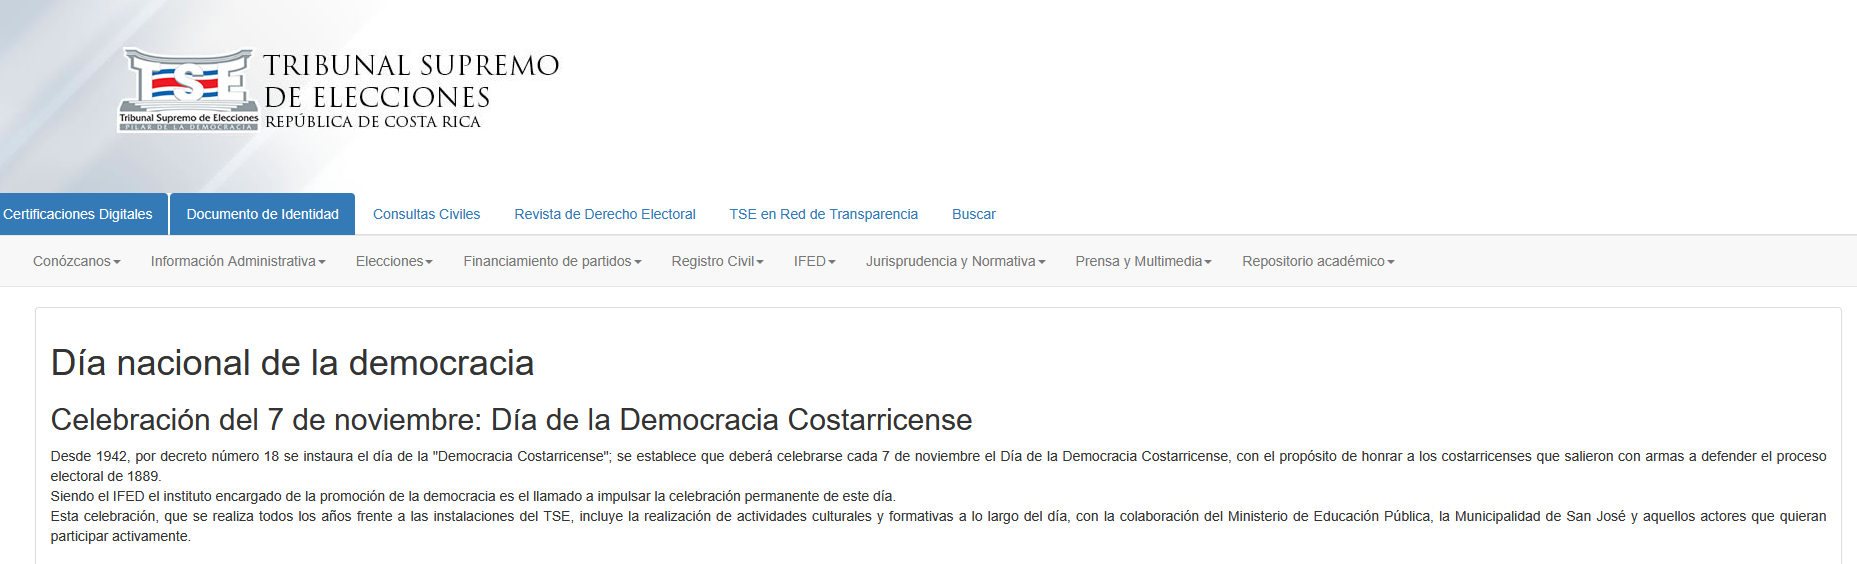 TSE
Tribunal Supremo de Elecciones
PILAR DE LA DEMOCRACIA
TRIBUNAL SUPREMO
DE ELECCIONES
REPÚBLICA DE COSTA RICA
Certificaciones Digitales Documento de Identidad Consultas Civiles Revista de Derecho Electoral TSE en Red de Transparencia Buscar
Conózcanos Información Administrativa Elecciones Financiamiento de partidos Registro Civil IFED Jurisprudencia y Normativa Prensa y Multimedia Repositorio académico
Día nacional de la democracia
Celebración del 7 de noviembre: Día de la Democracia Costarricense
Desde 1942, por decreto número 18 se instaura el día de la "Democracia Costarricense"; se establece que deberá celebrarse cada 7 de noviembre el Día de la Democracia Costarricense, con el propósito de honrar a los costarricenses que salieron con armas a defender el proceso
electoral de 1889.
Siendo el IFED el instituto encargado de la promoción de la democracia es el llamado a impulsar la celebración permanente de este día.
Esta celebración, que se realiza todos los años frente a las instalaciones del TSE, incluye la realización de actividades culturales y formativas a lo largo del día, con la colaboración del Ministerio de Educación Pública, la Municipalidad de San José y aquellos actores que quieran
participar activamente.